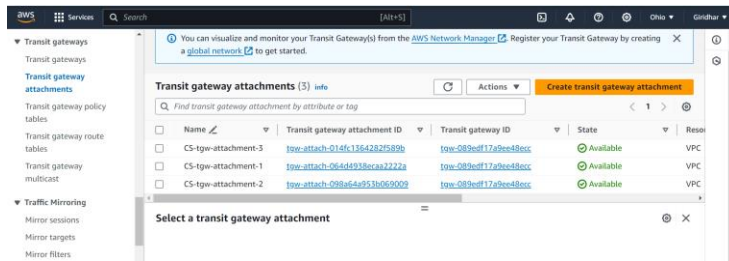 aws Services Search [Alt+S] Ohio ▼ Giridhar ▼
▼ Transit gateways
Transit gateways
Transit gateway attachments
Transit gateway policy tables
Transit gateway route tables
Transit gateway multicast
▼ Traffic Mirroring
Mirror sessions
Mirror targets
Mirror filters
You can visualize and monitor your Transit Gateway(s) from the AWS Network Manager. Register your Transit Gateway by creating
a global network to get started.
Transit gateway attachments (3) info Actions ▼ Create transit gateway attachment
Find transit gateway attachment by attribute or tag < 1 >
Name Transit gateway attachment ID Transit gateway ID State Reso
CS-tgw-attachment-3 tgw-attach-014fc1364282f589b tgw-089edf17a9ee48ecc Available VPC
CS-tgw-attachment-1 tgw-attach-064d4938ecaa2222a tgw-089edf17a9ee48ecc Available VPC
CS-tgw-attachment-2 tgw-attach-098a64a953b069009 tgw-089edf17a9ee48ecc Available VPC
Select a transit gateway attachment